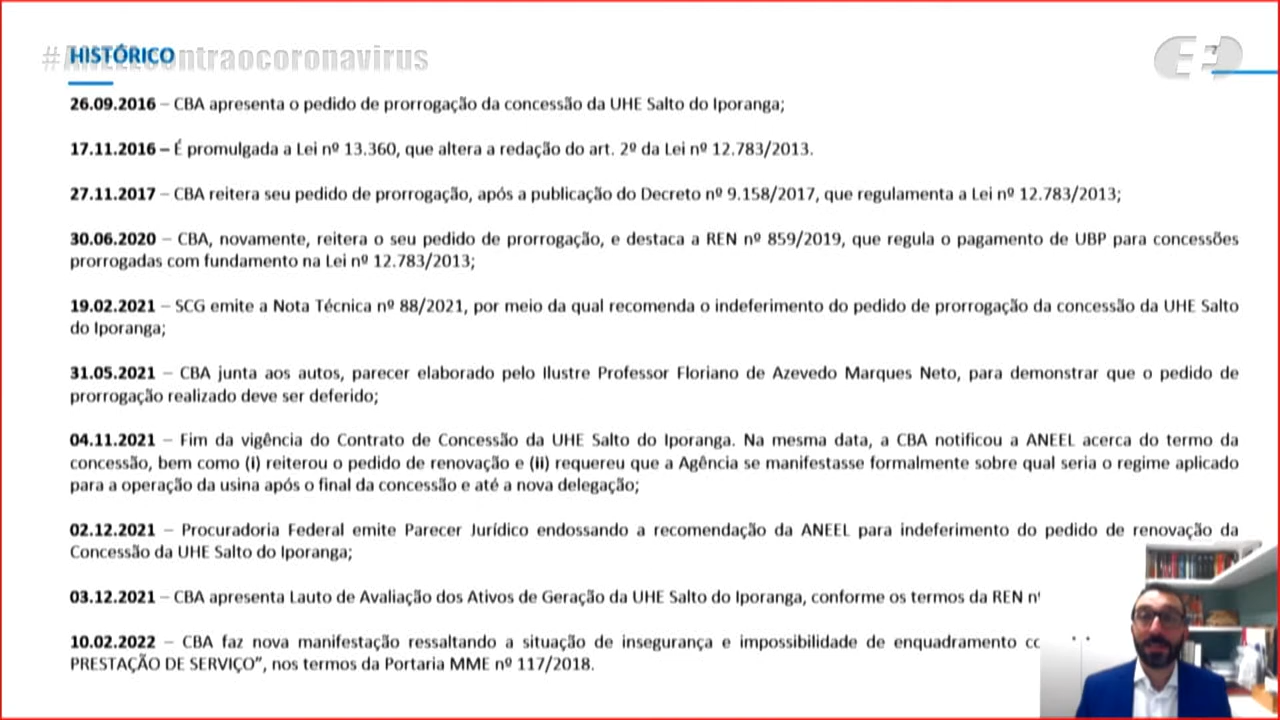 #ANEELcontraocoronavirus
HISTÓRICO
26.09.2016 – CBA apresenta o pedido de prorrogação da concessão da UHE Salto do Iporanga;
17.11.2016 – É promulgada a Lei nº 13.360, que altera a redação do art. 2º da Lei nº 12.783/2013.
27.11.2017 – CBA reitera seu pedido de prorrogação, após a publicação do Decreto nº 9.158/2017, que regulamenta a Lei nº 12.783/2013;
30.06.2020 – CBA, novamente, reitera o seu pedido de prorrogação, e destaca a REN nº 859/2019, que regula o pagamento de UBP para concessões
prorrogadas com fundamento na Lei nº 12.783/2013;
19.02.2021 – SCG emite a Nota Técnica nº 88/2021, por meio da qual recomenda o indeferimento do pedido de prorrogação da concessão da UHE Salto
do Iporanga;
31.05.2021 – CBA junta aos autos, parecer elaborado pelo Ilustre Professor Floriano de Azevedo Marques Neto, para demonstrar que o pedido de
prorrogação realizado deve ser deferido;
04.11.2021 – Fim da vigência do Contrato de Concessão da UHE Salto do Iporanga. Na mesma data, a CBA notificou a ANEEL acerca do termo da
concessão, bem como (i) reiterou o pedido de renovação e (ii) requereu que a Agência se manifestasse formalmente sobre qual seria o regime aplicado
para a operação da usina após o final da concessão e até a nova delegação;
02.12.2021 – Procuradoria Federal emite Parecer Jurídico endossando a recomendação da ANEEL para indeferimento do pedido de renovação da
Concessão da UHE Salto do Iporanga;
03.12.2021 – CBA apresenta Lauto de Avaliação dos Ativos de Geração da UHE Salto do Iporanga, conforme os termos da REN
10.02.2022 – CBA faz nova manifestação ressaltando a situação de insegurança e impossibilidade de enquadramento
PRESTAÇÃO DE SERVIÇO”, nos termos da Portaria MME nº 117/2018.